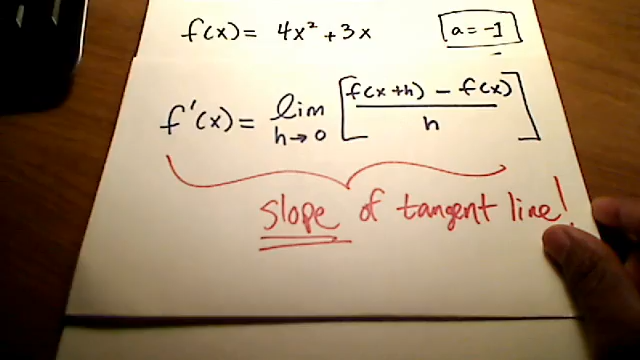 f(x) = 4x² + 3x   a = -1
f'(x) = lim h→0 [ f(x+h) - f(x) / h ]
slope of tangent line!